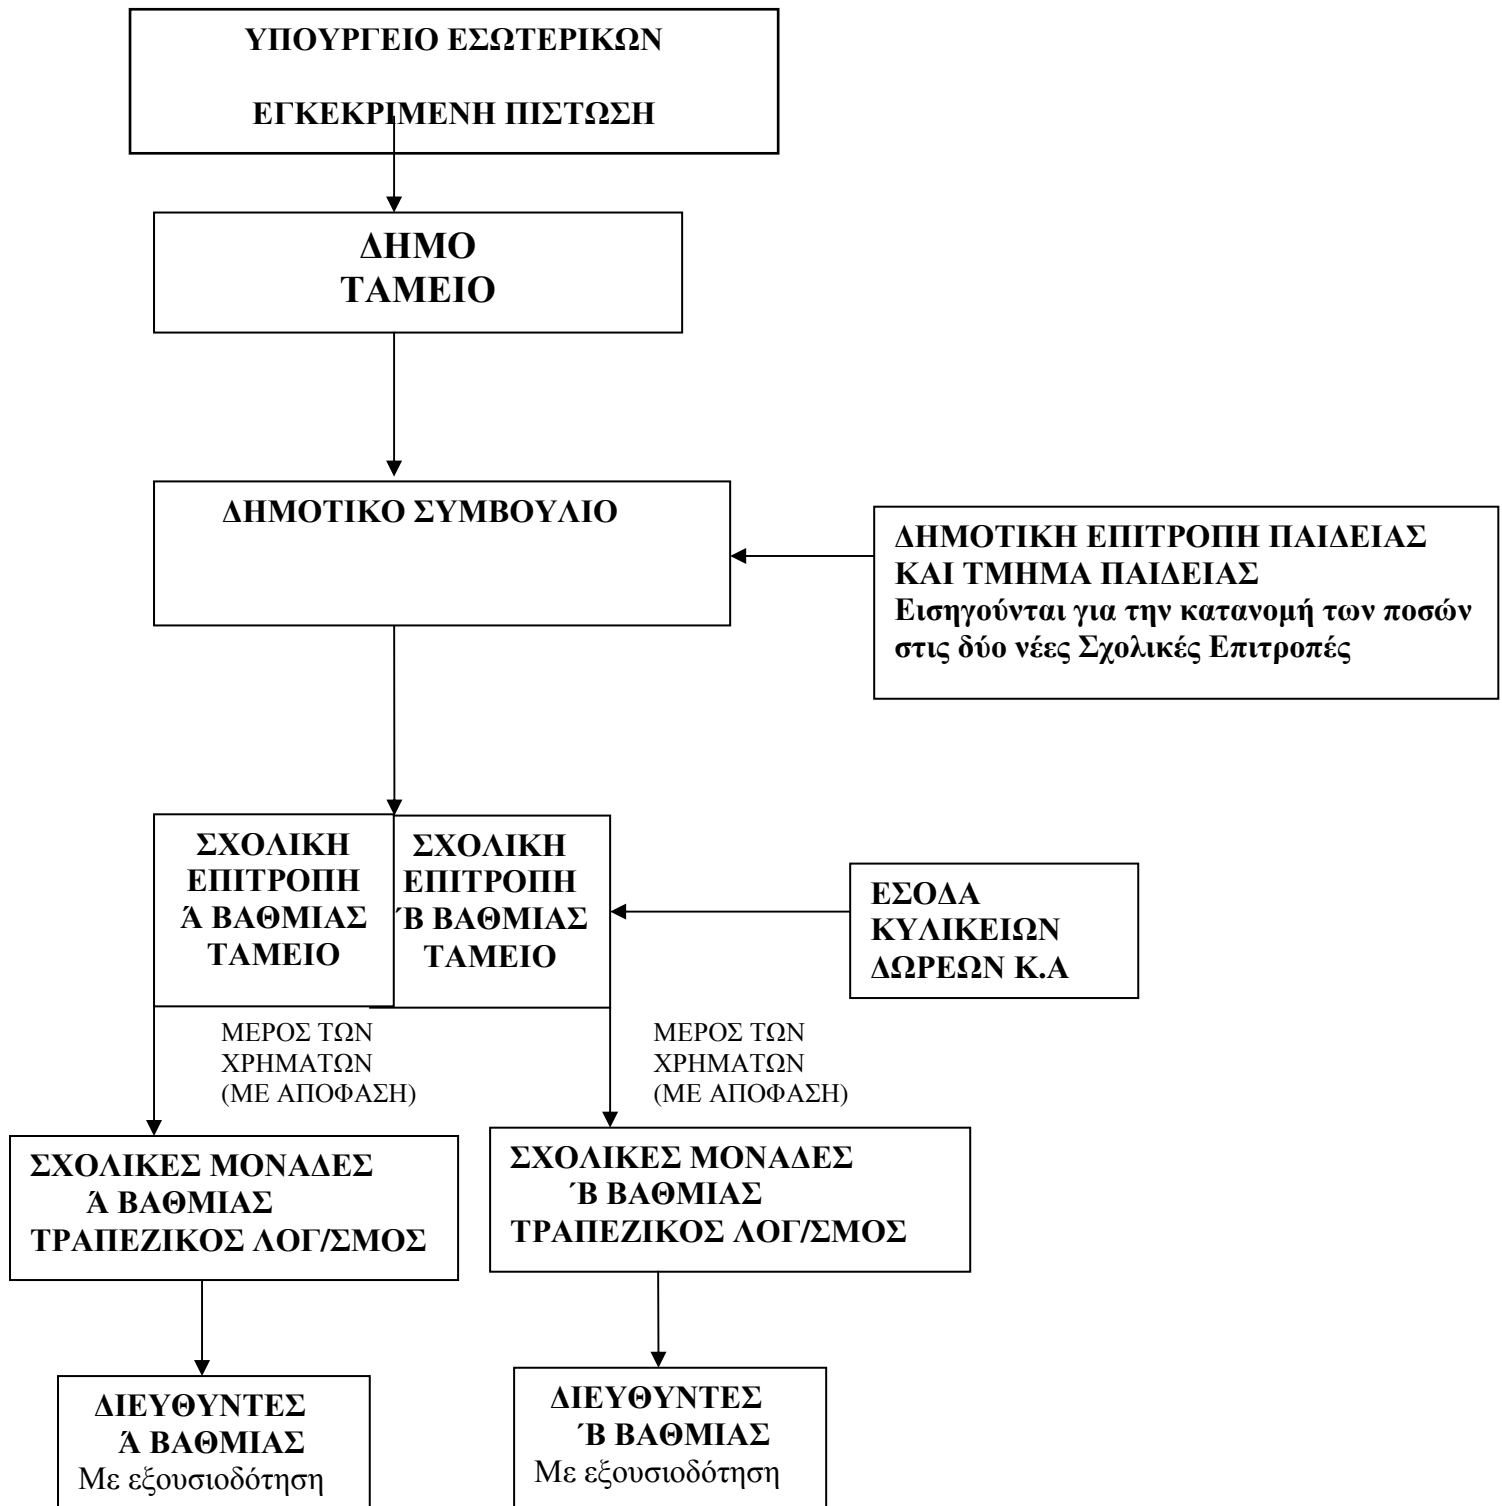 ΥΠΟΥΡΓΕΙΟ ΕΣΩΤΕΡΙΚΩΝ
ΕΓΚΕΚΡΙΜΕΝΗ ΠΙΣΤΩΣΗ
ΔΗΜΟ
ΤΑΜΕΙΟ
ΔΗΜΟΤΙΚΟ ΣΥΜΒΟΥΛΙΟ
ΔΗΜΟΤΙΚΗ ΕΠΙΤΡΟΠΗ ΠΑΙΔΕΙΑΣ
ΚΑΙ ΤΜΗΜΑ ΠΑΙΔΕΙΑΣ
Εισηγούνται για την κατανομή των ποσών
στις δύο νέες Σχολικές Επιτροπές
ΣΧΟΛΙΚΗ
ΕΠΙΤΡΟΠΗ
Ά ΒΑΘΜΙΑΣ
ΤΑΜΕΙΟ
ΣΧΟΛΙΚΗ
ΕΠΙΤΡΟΠΗ
΄Β ΒΑΘΜΙΑΣ
ΤΑΜΕΙΟ
ΕΣΟΔΑ
ΚΥΛΙΚΕΙΩΝ
ΔΩΡΕΩΝ Κ.Α
ΜΕΡΟΣ ΤΩΝ
ΧΡΗΜΑΤΩΝ
(ΜΕ ΑΠΟΦΑΣΗ)
ΜΕΡΟΣ ΤΩΝ
ΧΡΗΜΑΤΩΝ
(ΜΕ ΑΠΟΦΑΣΗ)
ΣΧΟΛΙΚΕΣ ΜΟΝΑΔΕΣ
Ά ΒΑΘΜΙΑΣ
ΤΡΑΠΕΖΙΚΟΣ ΛΟΓ/ΣΜΟΣ
ΣΧΟΛΙΚΕΣ ΜΟΝΑΔΕΣ
΄Β ΒΑΘΜΙΑΣ
ΤΡΑΠΕΖΙΚΟΣ ΛΟΓ/ΣΜΟΣ
ΔΙΕΥΘΥΝΤΕΣ
Ά ΒΑΘΜΙΑΣ
Με εξουσιοδότηση
ΔΙΕΥΘΥΝΤΕΣ
΄Β ΒΑΘΜΙΑΣ
Με εξουσιοδότηση